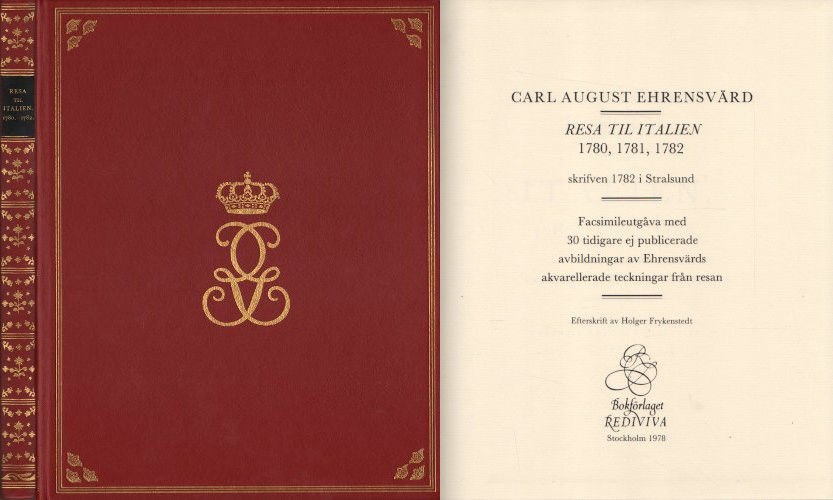 RESA
TIL
ITALIEN.
1780. - 1782.
CARL AUGUST EHRENSVÄRD
RESA TIL ITALIEN
1780, 1781, 1782
skrifven 1782 i Stralsund
Facsimileutgåva med
30 tidigare ej publicerade
avbildningar av Ehrensvärds
akvarellerade teckningar från resan
Efterskrift av Holger Frykenstedt
Bokförlaget
REDIVIVA
Stockholm 1978